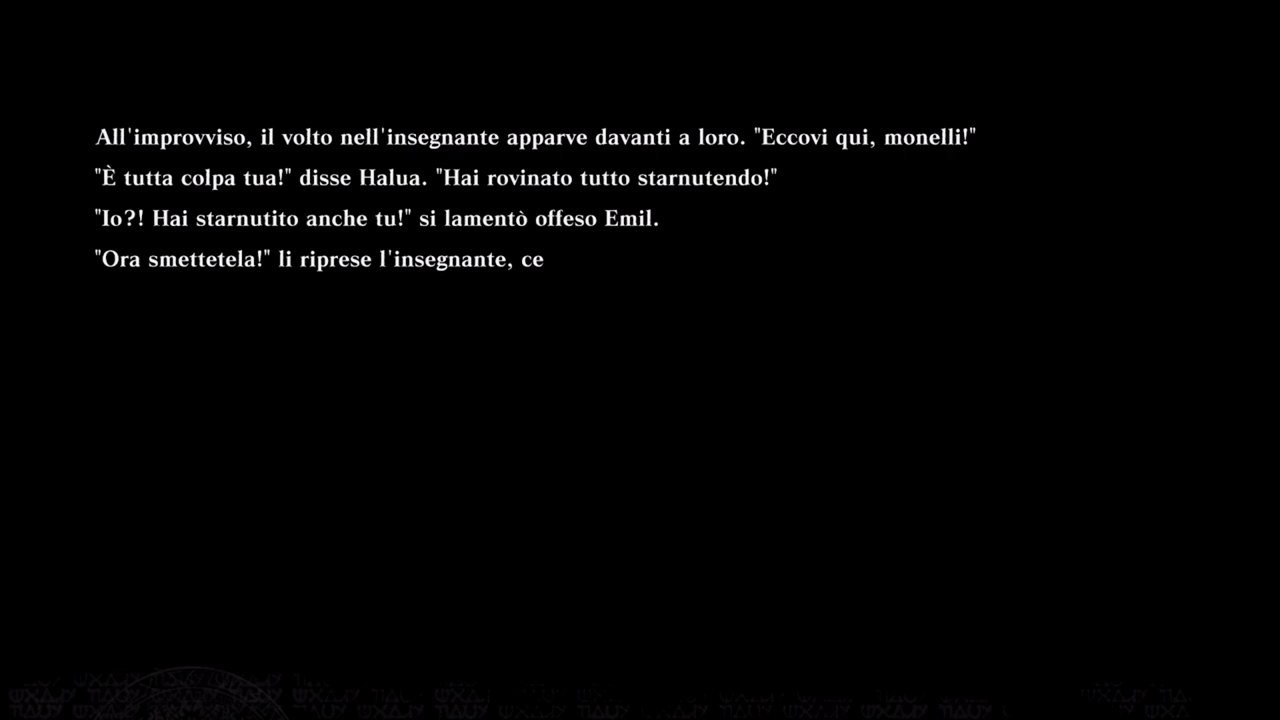 All'improvviso, il volto nell'insegnante apparve davanti a loro. "Eccovi qui, monelli!"
"È tutta colpa tua!" disse Halua. "Hai rovinato tutto starnutendo!"
"Io?! Hai starnutito anche tu!" si lamentò offeso Emil.
"Ora smettetela!" li riprese l'insegnante, ce